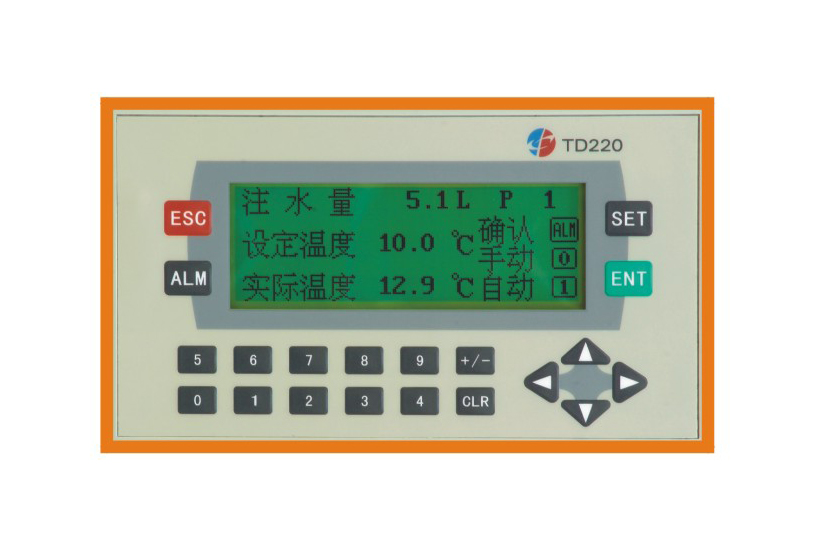 TD220
注水量 5.1L P 1
确认 ALM
设定温度 10.0 ℃
手动 0
实际温度 12.9 ℃ 自动 1
ESC
ALM
SET
ENT
5 6 7 8 9 +/-
0 1 2 3 4 CLR